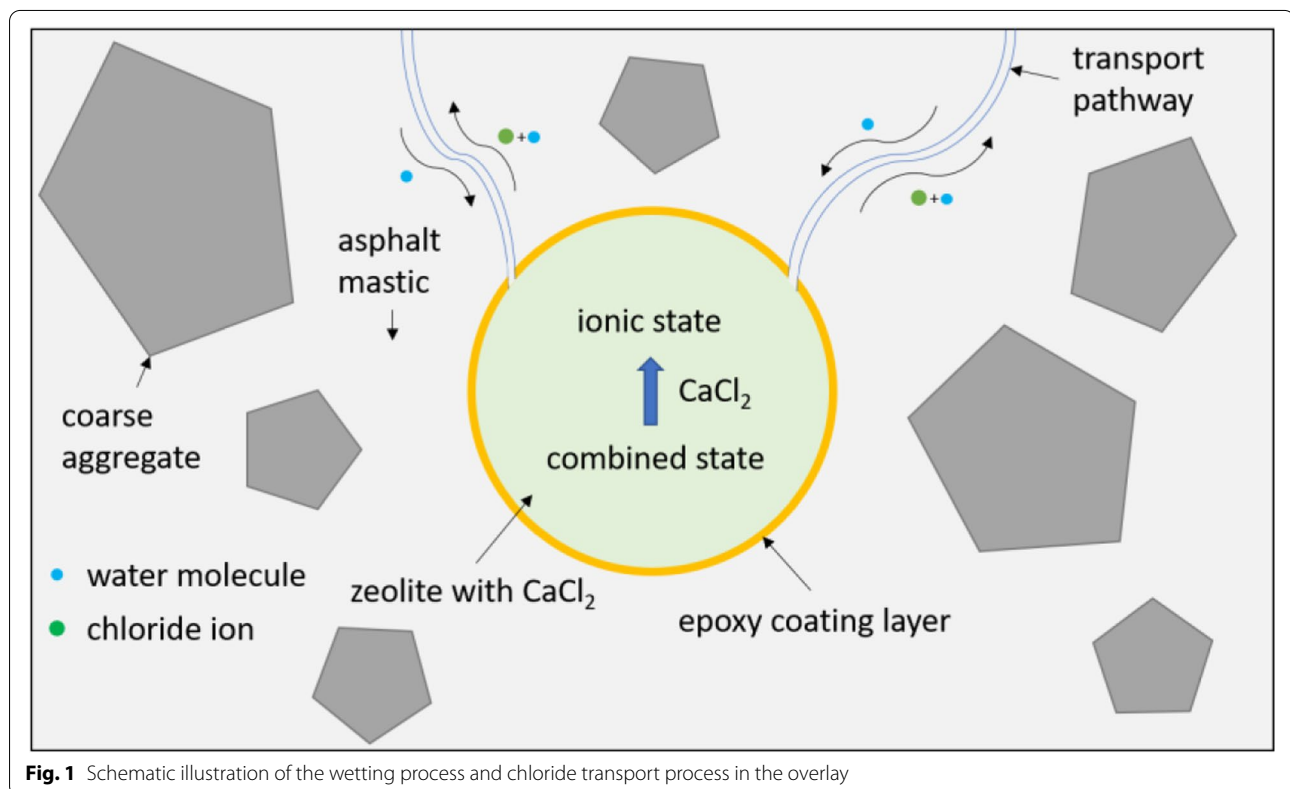 transport
pathway
+
+
asphalt
mastic
ionic state
CaCl₂
combined state
coarse
aggregate
water molecule
chloride ion
zeolite with CaCl₂
epoxy coating layer
Fig. 1 Schematic illustration of the wetting process and chloride transport process in the overlay